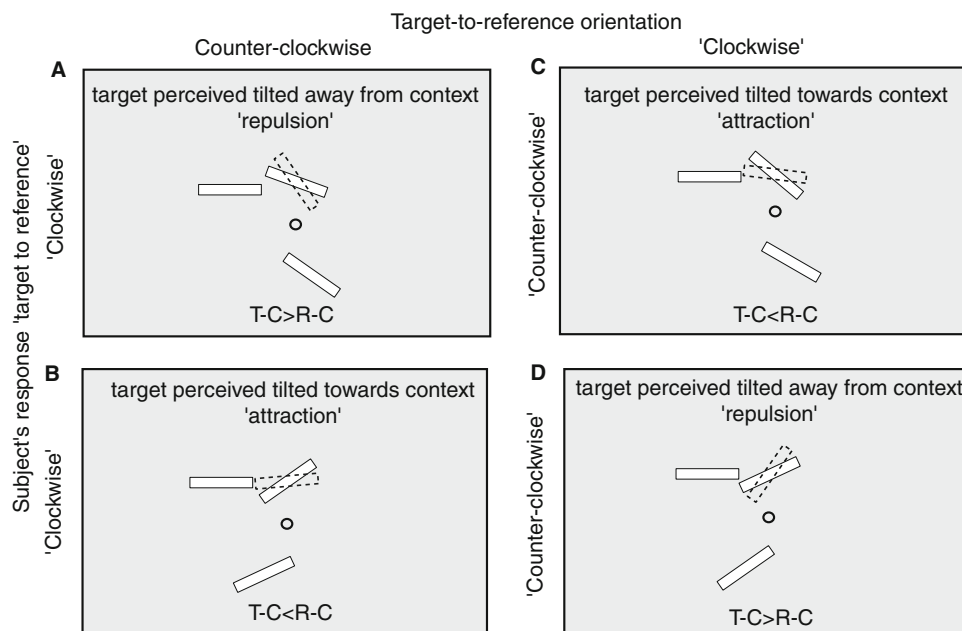 Target-to-reference orientation
Counter-clockwise
'Clockwise'
Subject's response 'target to reference'
A
target perceived tilted away from context
'repulsion'
'Clockwise'
T-C>R-C
C
target perceived tilted towards context
'attraction'
'Counter-clockwise'
T-C<R-C
B
target perceived tilted towards context
'attraction'
'Clockwise'
T-C<R-C
D
target perceived tilted away from context
'repulsion'
'Counter-clockwise'
T-C>R-C